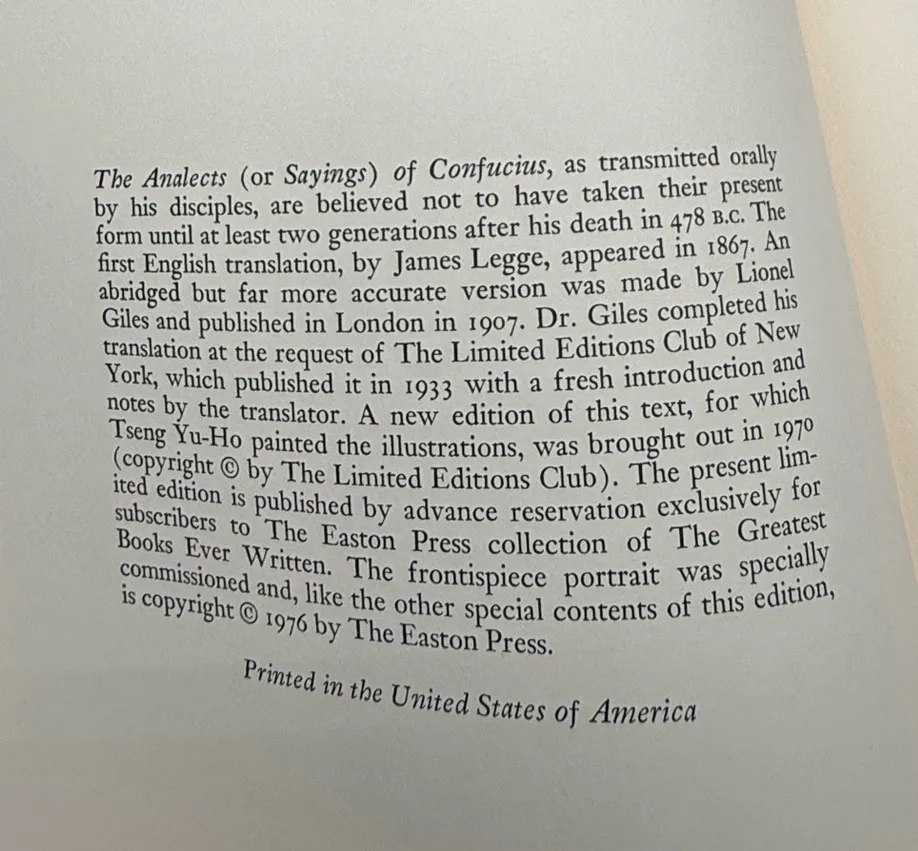 The Analects (or Sayings) of Confucius, as transmitted orally
by his disciples, are believed not to have taken their present
form until at least two generations after his death in 478 B.C. The
first English translation, by James Legge, appeared in 1867. An
abridged but far more accurate version was made by Lionel
Giles and published in London in 1907. Dr. Giles completed his
translation at the request of The Limited Editions Club of New
York, which published it in 1933 with a fresh introduction and
notes by the translator. A new edition of this text, for which
Tseng Yu-Ho painted the illustrations, was brought out in 1970
(copyright © by The Limited Editions Club). The present lim-
ited edition is published by advance reservation exclusively for
subscribers to The Easton Press collection of The Greatest
Books Ever Written. The frontispiece portrait was specially
commissioned and, like the other special contents of this edition,
is copyright © 1976 by The Easton Press.
Printed in the United States of America